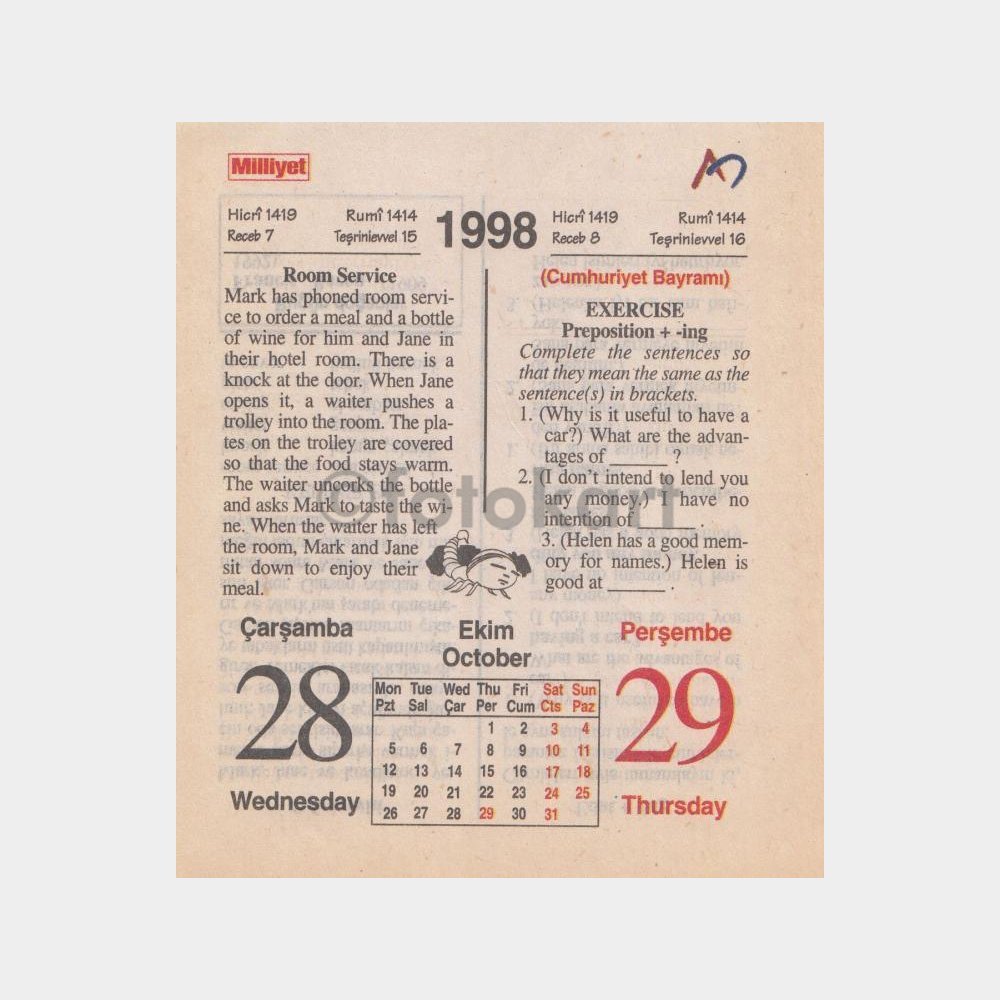 Milliyet
Hicrî 1419 Rumî 1414
Receb 7 Teşrinievvel 15
1998
Hicrî 1419 Rumî 1414
Receb 8 Teşrinievvel 16
Room Service
Mark has phoned room servi-
ce to order a meal and a bottle
of wine for him and Jane in
their hotel room. There is a
knock at the door. When Jane
opens it, a waiter pushes a
trolley into the room. The pla-
tes on the trolley are covered
so that the food stays warm.
The waiter uncorks the bottle
and asks Mark to taste the wi-
ne. When the waiter has left
the room, Mark and Jane
sit down to enjoy their
meal.
(Cumhuriyet Bayramı)
EXERCISE
Preposition + -ing
Complete the sentences so
that they mean the same as the
sentence(s) in brackets.
1. (Why is it useful to have a
car?) What are the advan-
tages of ______ ?
2. (I don't intend to lend you
any money.) I have no
intention of ______ .
3. (Helen has a good mem-
ory for names.) Helen is
good at ______ .
©fotokart
Çarşamba
28
Wednesday
Ekim
October
Mon Tue Wed Thu Fri Sat Sun
Pzt Sal Çar Per Cum Cts Paz
1 2 3 4
5 6 7 8 9 10 11
12 13 14 15 16 17 18
19 20 21 22 23 24 25
26 27 28 29 30 31
Perşembe
29
Thursday